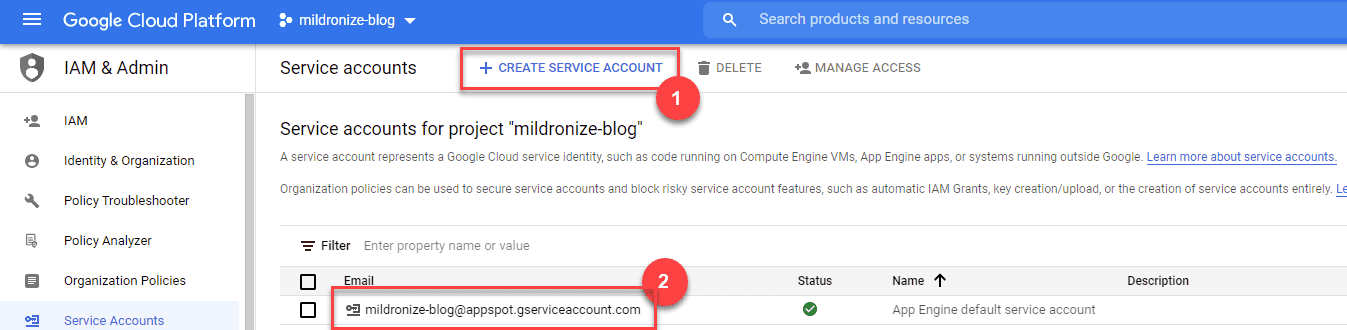 Google Cloud Platform mildronize-blog Search products and resources
IAM & Admin Service accounts + CREATE SERVICE ACCOUNT DELETE MANAGE ACCESS
1
IAM
Identity & Organization
Policy Troubleshooter
Policy Analyzer
Organization Policies
Service Accounts
Service accounts for project "mildronize-blog"
A service account represents a Google Cloud service identity, such as code running on Compute Engine VMs, App Engine apps, or systems running outside Google. Learn more about service accounts.
Organization policies can be used to secure service accounts and block risky service account features, such as automatic IAM Grants, key creation/upload, or the creation of service accounts entirely. Le
Filter Enter property name or value
2
Email Status Name Description
mildronize-blog@appspot.gserviceaccount.com App Engine default service account